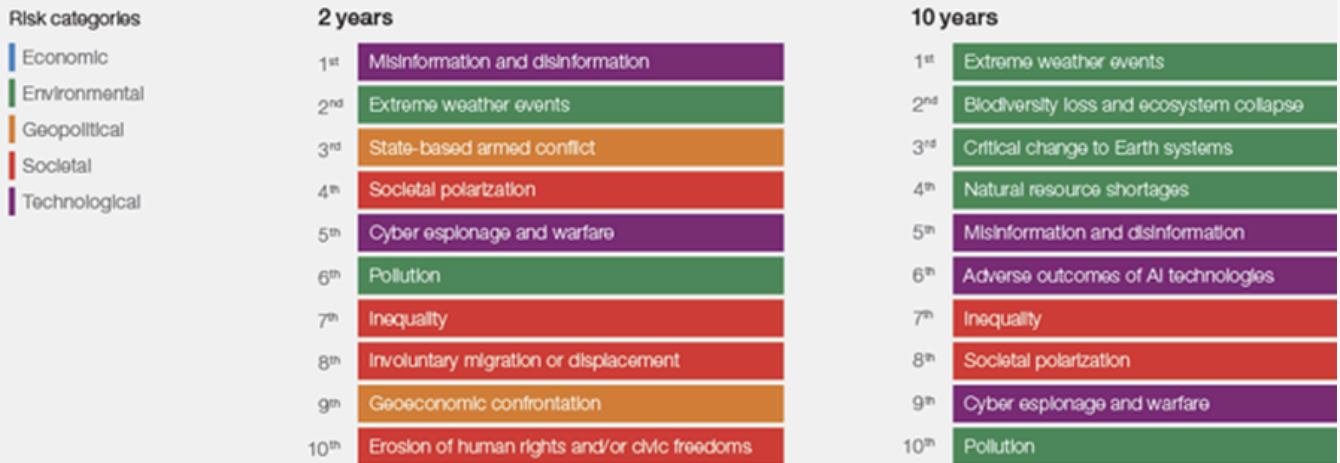 Risk categories
Economic
Environmental
Geopolitical
Societal
Technological
2 years
1st Misinformation and disinformation
2nd Extreme weather events
3rd State-based armed conflict
4th Societal polarization
5th Cyber espionage and warfare
6th Pollution
7th Inequality
8th Involuntary migration or displacement
9th Geoeconomic confrontation
10th Erosion of human rights and/or civic freedoms
10 years
1st Extreme weather events
2nd Biodiversity loss and ecosystem collapse
3rd Critical change to Earth systems
4th Natural resource shortages
5th Misinformation and disinformation
6th Adverse outcomes of AI technologies
7th Inequality
8th Societal polarization
9th Cyber espionage and warfare
10th Pollution